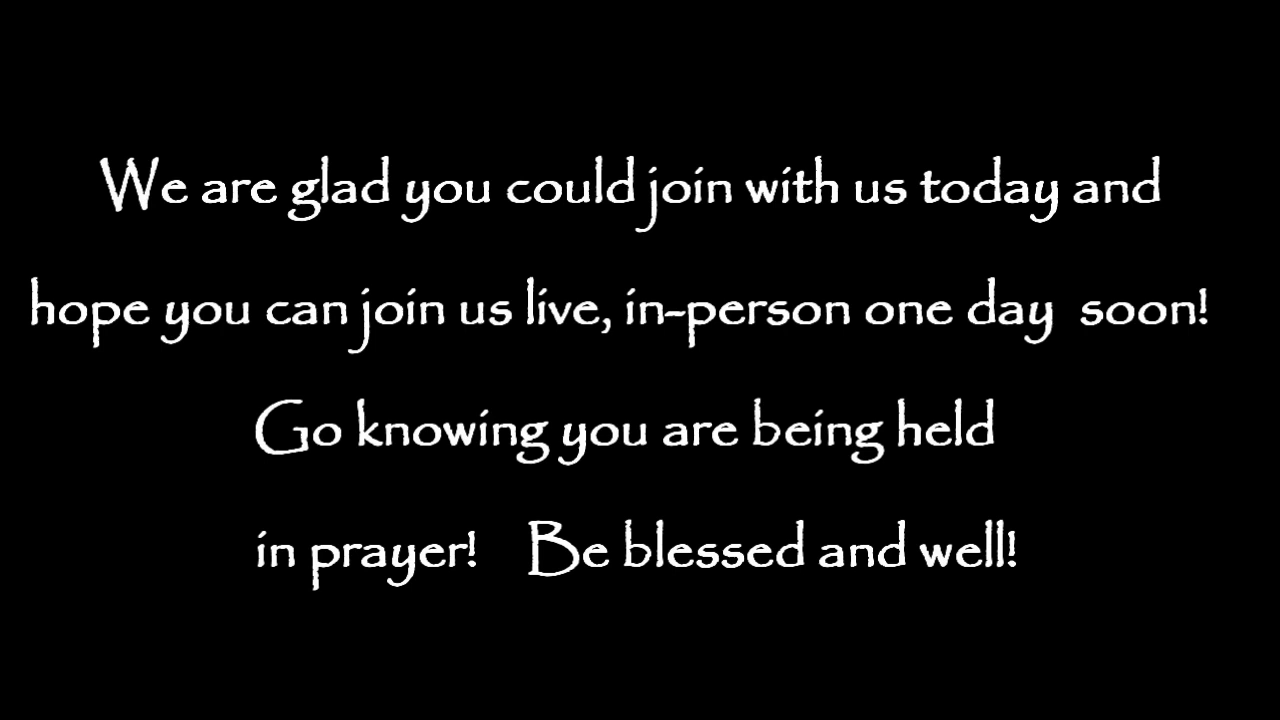 We are glad you could join with us today and
hope you can join us live, in-person one day  soon!
Go knowing you are being held
in prayer!   Be blessed and well!